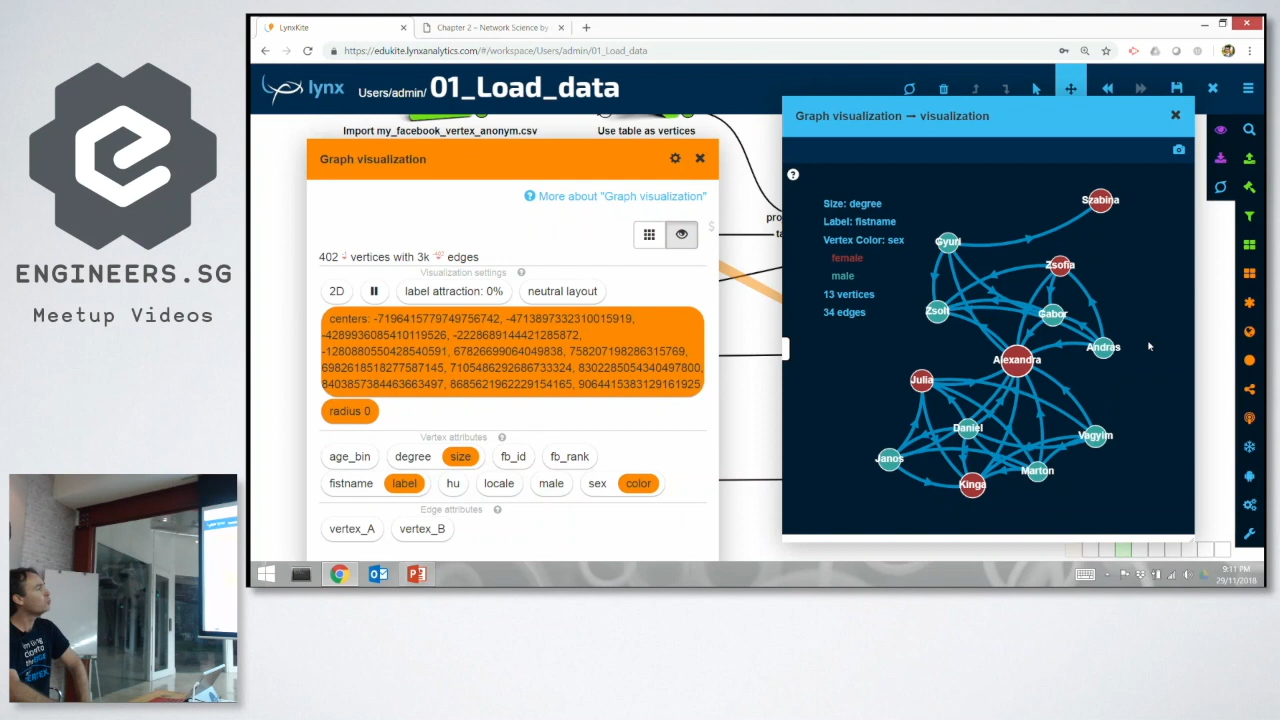 ENGINEERS.SG
Meetup Videos
LynxKite
Chapter 2 – Network Science by
https://edukite.lynxanalytics.com/#/workspace/Users/admin/01_Load_data
lynx
Users/admin/ 01_Load_data
Import my_facebook_vertex_anonym.csv
Use table as vertices
Graph visualization
More about "Graph visualization"
402 vertices with 3k edges
Visualization settings
2D
label attraction: 0%
neutral layout
centers: -7196415779749756742, -4713897332310015919,
-4289936085410119526, -2228689144421285872,
-1280880550428540591, 67826699064049838, 758207198286315769,
6982618518277587145, 7105486292686733324, 8302285054340497800,
8403857384463663497, 8685621962229154165, 9064415383129161925
radius 0
Vertex attributes
age_bin
degree
size
fb_id
fb_rank
fistname
label
hu
locale
male
sex
color
Edge attributes
vertex_A
vertex_B
Graph visualization → visualization
Size: degree
Label: fistname
Vertex Color: sex
female
male
13 vertices
34 edges
Szabina
Gyuri
Zsofia
Zsolt
Gabor
Andras
Alexandra
Julia
Daniel
Vagyim
Janos
Marton
Kinga
9:11 PM
29/11/2018